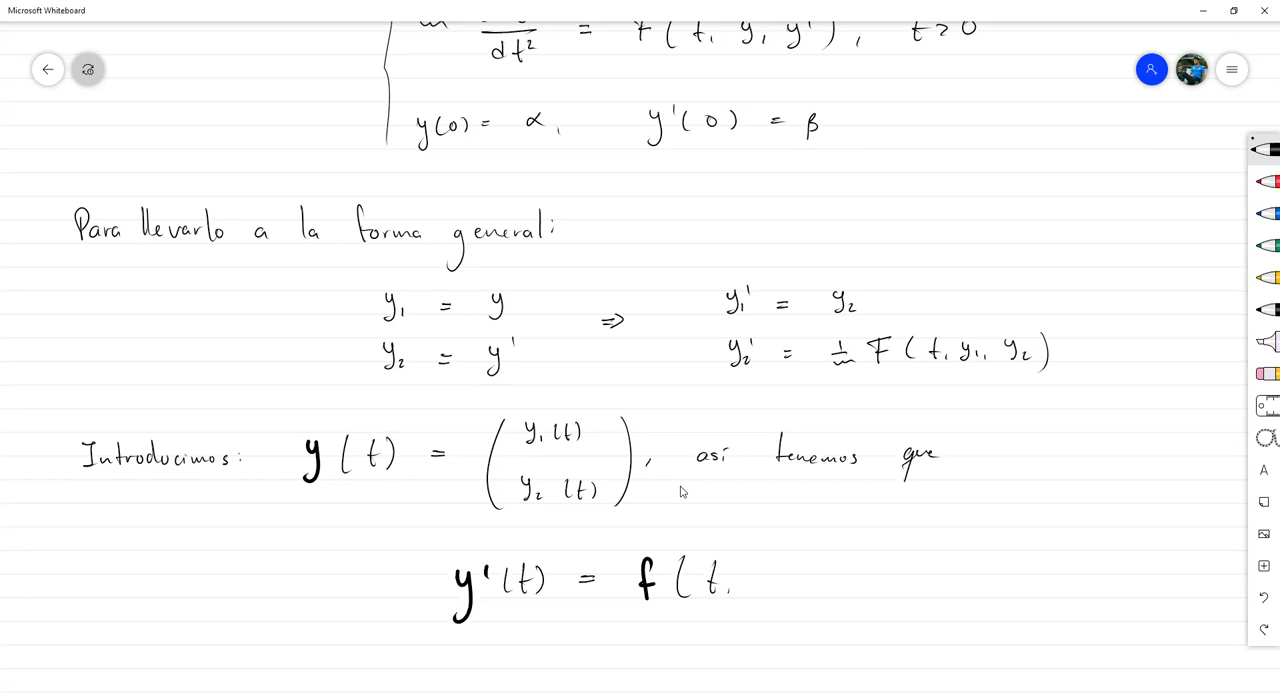 Microsoft Whiteboard
m / dt² = F(t, y, y'), t > 0
y(0) = α, y'(0) = β
Para llevarlo a la forma general:
y₁ = y ⇒ y₁' = y₂
y₂ = y' y₂' = 1/m F(t, y₁, y₂)
Introducimos: y(t) = ( y₁(t) y₂(t) ), así tenemos que
y'(t) = f(t,
A